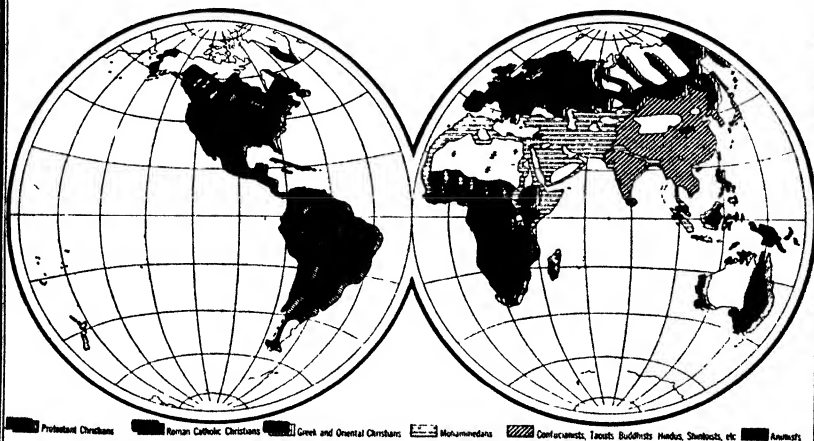 Protestant Christians Roman Catholic Christians Greek and Oriental Christians Mohammedans Confucianists, Taoists Buddhists Hindus, Shintoists, etc Animists